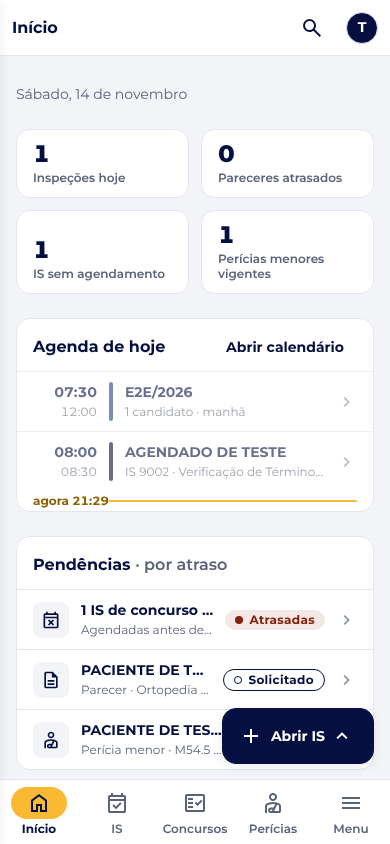 Início
T
Sábado, 14 de novembro
1
Inspeções hoje
0
Pareceres atrasados
1
IS sem agendamento
1
Perícias menores
vigentes
Agenda de hoje
Abrir calendário
07:30
E2E/2026
12:00
1 candidato · manhã
08:00
AGENDADO DE TESTE
08:30
IS 9002 · Verificação de Término...
agora 21:29
Pendências · por atraso
1 IS de concurso ...
Atrasadas
Agendadas antes de...
PACIENTE DE T...
Solicitado
Parecer · Ortopedia ...
PACIENTE DE TES...
Perícia menor · M54.5 ...
Abrir IS
Início
IS
Concursos
Perícias
Menu